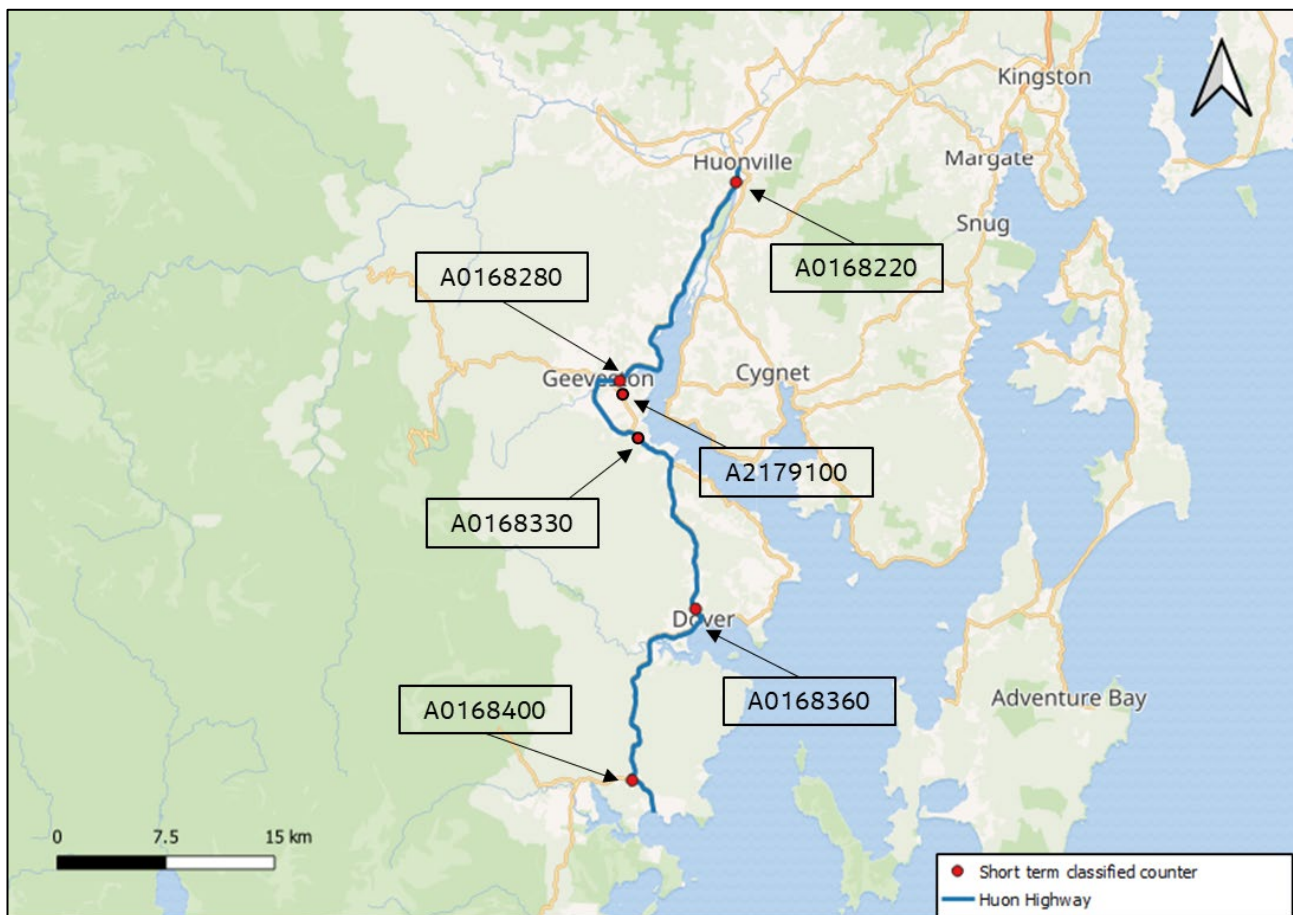 Kingston
Huonville
Margate
Snug
A0168220
A0168280
Geeveston
Cygnet
A2179100
A0168330
Dover
A0168360
A0168400
Adventure Bay
0 7.5 15 km
Short term classified counter
Huon Highway